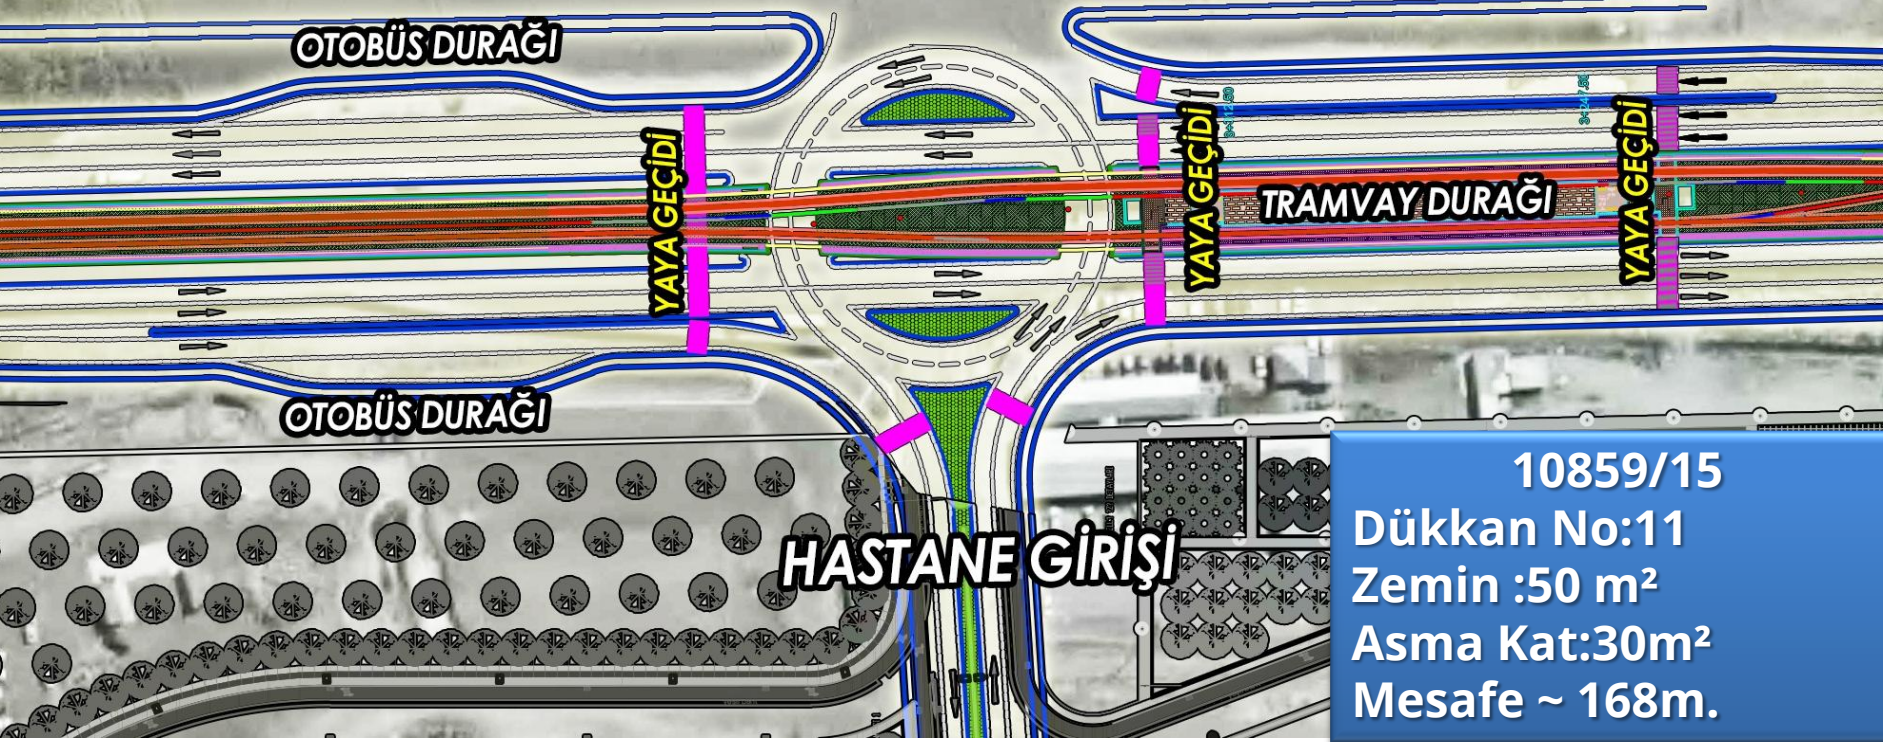 OTOBÜS DURAĞI
YAYA GEÇİDİ
YAYA GEÇİDİ
YAYA GEÇİDİ
TRAMVAY DURAĞI
OTOBÜS DURAĞI
HASTANE GİRİŞİ
10859/15
Dükkan No:11
Zemin :50 m²
Asma Kat:30m²
Mesafe ~ 168m.